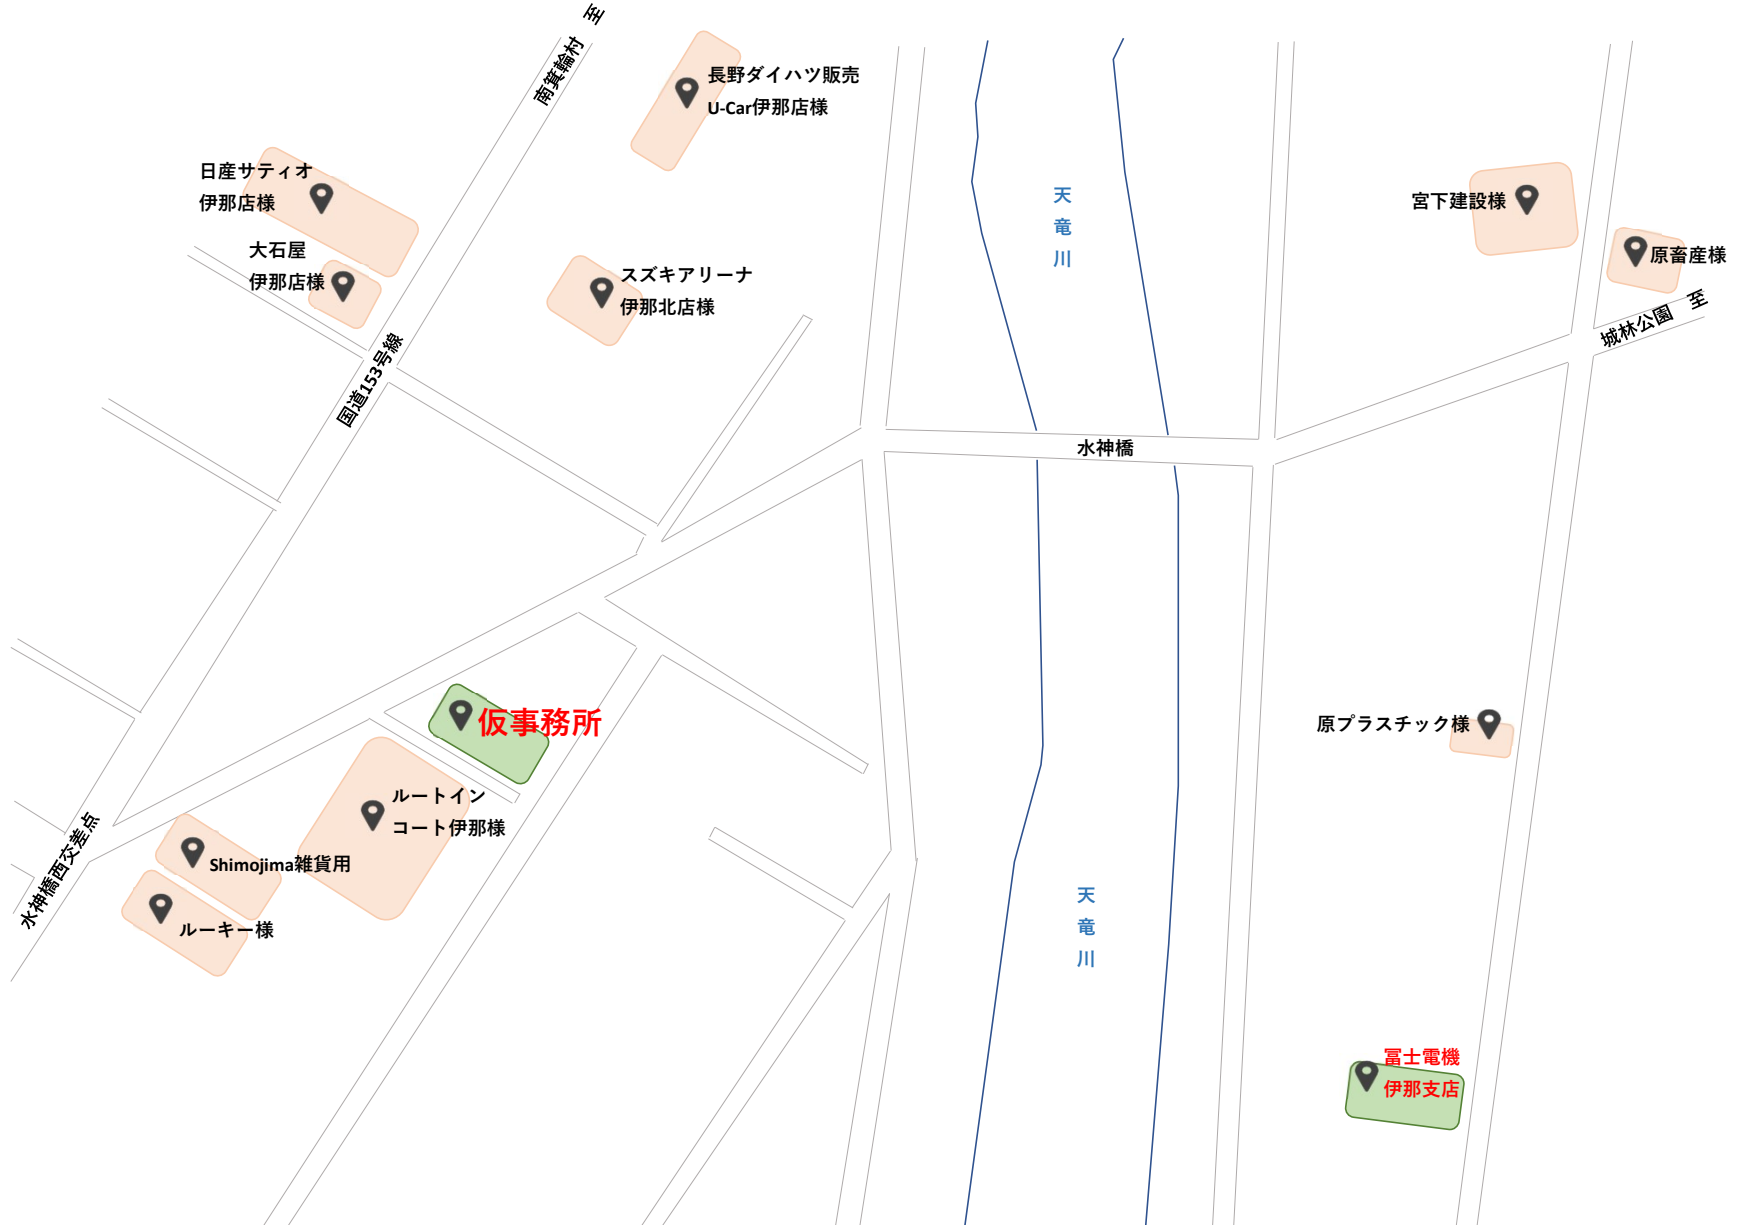 南箕輪村　至
長野ダイハツ販売
U-Car伊那店様
日産サティオ
伊那店様
大石屋
伊那店様
スズキアリーナ
伊那北店様
天
竜
川
宮下建設様
原畜産様
城林公園　至
国道153号線
水神橋
仮事務所
原プラスチック様
ルートイン
コート伊那様
Shimojima雑貨用
ルーキー様
水神橋西交差点
天
竜
川
冨士電機
伊那支店